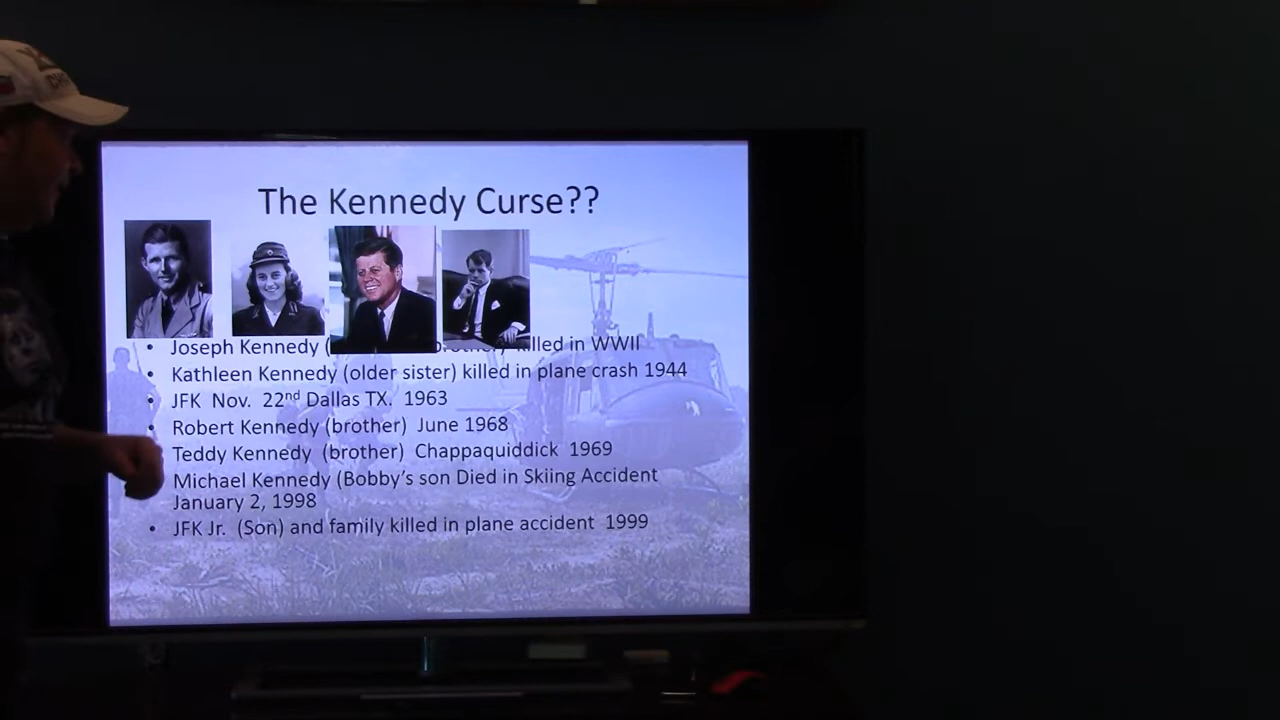 The Kennedy Curse??
• Joseph Kennedy ( killed in WWII
• Kathleen Kennedy (older sister) killed in plane crash 1944
• JFK Nov. 22nd Dallas TX. 1963
• Robert Kennedy (brother) June 1968
Teddy Kennedy (brother) Chappaquiddick 1969
Michael Kennedy (Bobby's son Died in Skiing Accident
January 2, 1998
• JFK Jr. (Son) and family killed in plane accident 1999